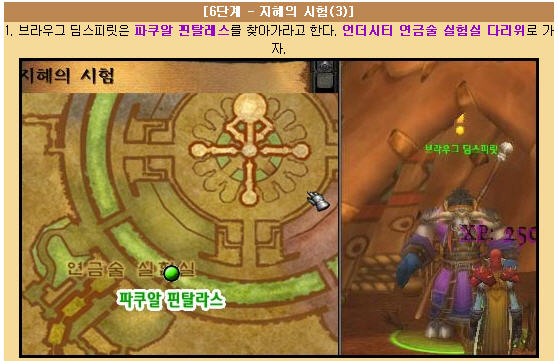 [6단계 - 지혜의 시험(3)]
1. 브라우그 딤스피릿은 파쿠알 핀탈레스를 찾아가라고 한다. 언더시티 연금술 실험실 다리위로 가
자.
지혜의 시험
브라우그 딤스피릿
XP: 250
연금술 실험실
파쿠알 핀탈라스